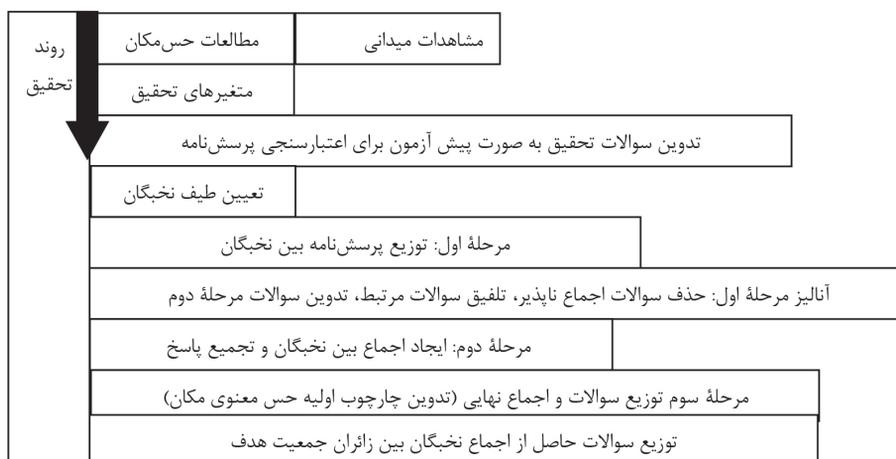 روند
تحقیق
مطالعات حس‌مکان
مشاهدات میدانی
متغیرهای تحقیق
تدوین سوالات تحقیق به صورت پیش آزمون برای اعتبارسنجی پرسش‌نامه
تعیین طیف نخبگان
مرحلهٔ اول: توزیع پرسش‌نامه بین نخبگان
آنالیز مرحلهٔ اول: حذف سوالات اجماع ناپذیر، تلفیق سوالات مرتبط، تدوین سوالات مرحلهٔ دوم
مرحلهٔ دوم: ایجاد اجماع بین نخبگان و تجمیع پاسخ
مرحلهٔ سوم توزیع سوالات و اجماع نهایی (تدوین چارچوب اولیه حس معنوی مکان)
توزیع سوالات حاصل از اجماع نخبگان بین زائران جمعیت هدف